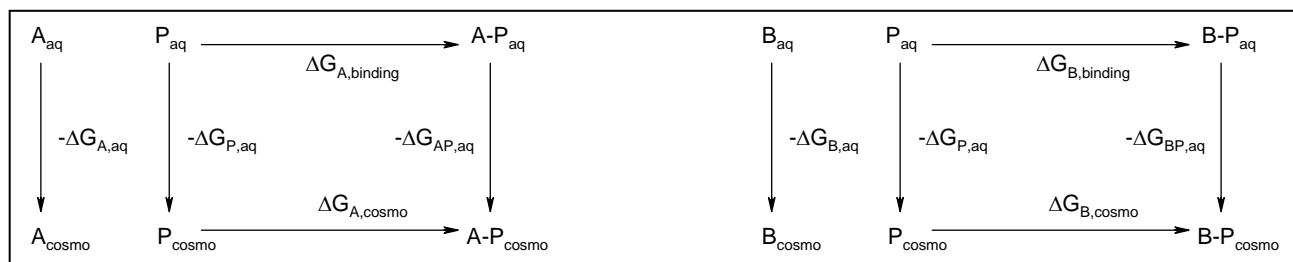 A_aq P_aq A-P_aq B_aq P_aq B-P_aq
ΔG_A,binding ΔG_B,binding
-ΔG_A,aq -ΔG_P,aq -ΔG_AP,aq -ΔG_B,aq -ΔG_P,aq -ΔG_BP,aq
ΔG_A,cosmo ΔG_B,cosmo
A_cosmo P_cosmo A-P_cosmo B_cosmo P_cosmo B-P_cosmo